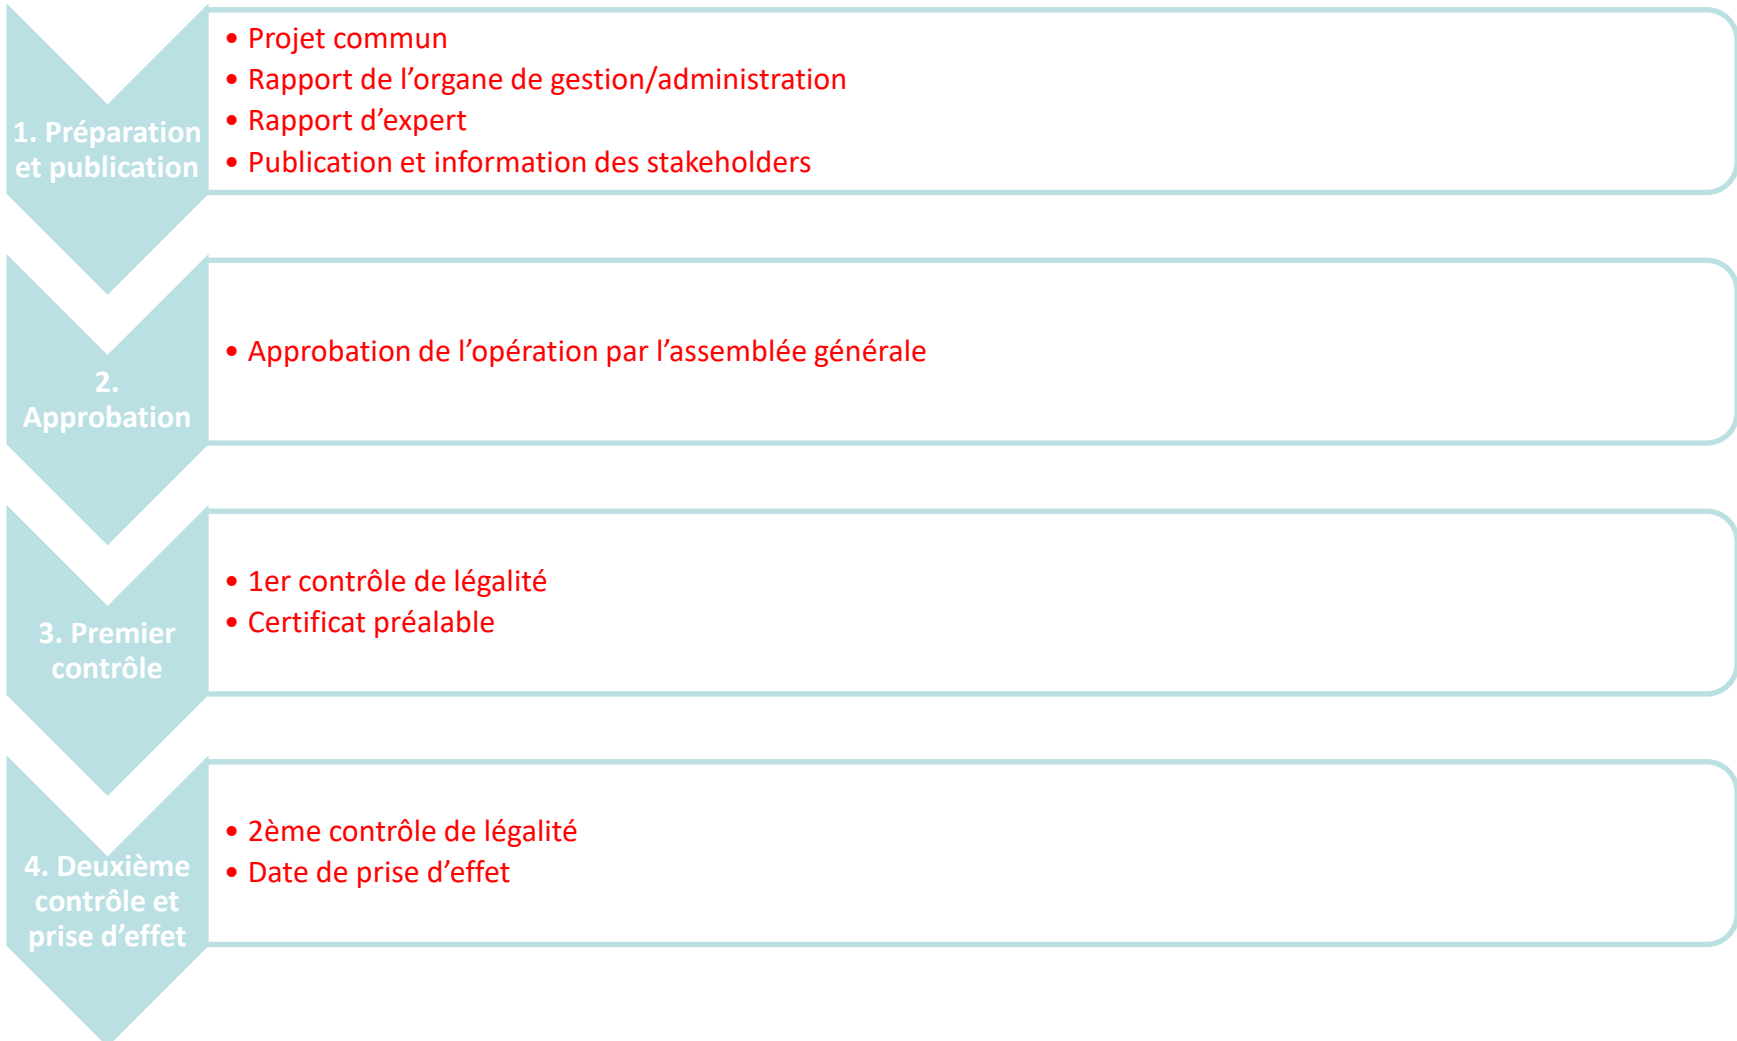 1. Préparation
et publication
• Projet commun
• Rapport de l’organe de gestion/administration
• Rapport d’expert
• Publication et information des stakeholders
2.
Approbation
• Approbation de l’opération par l’assemblée générale
3. Premier
contrôle
• 1er contrôle de légalité
• Certificat préalable
4. Deuxième
contrôle et
prise d’effet
• 2ème contrôle de légalité
• Date de prise d’effet